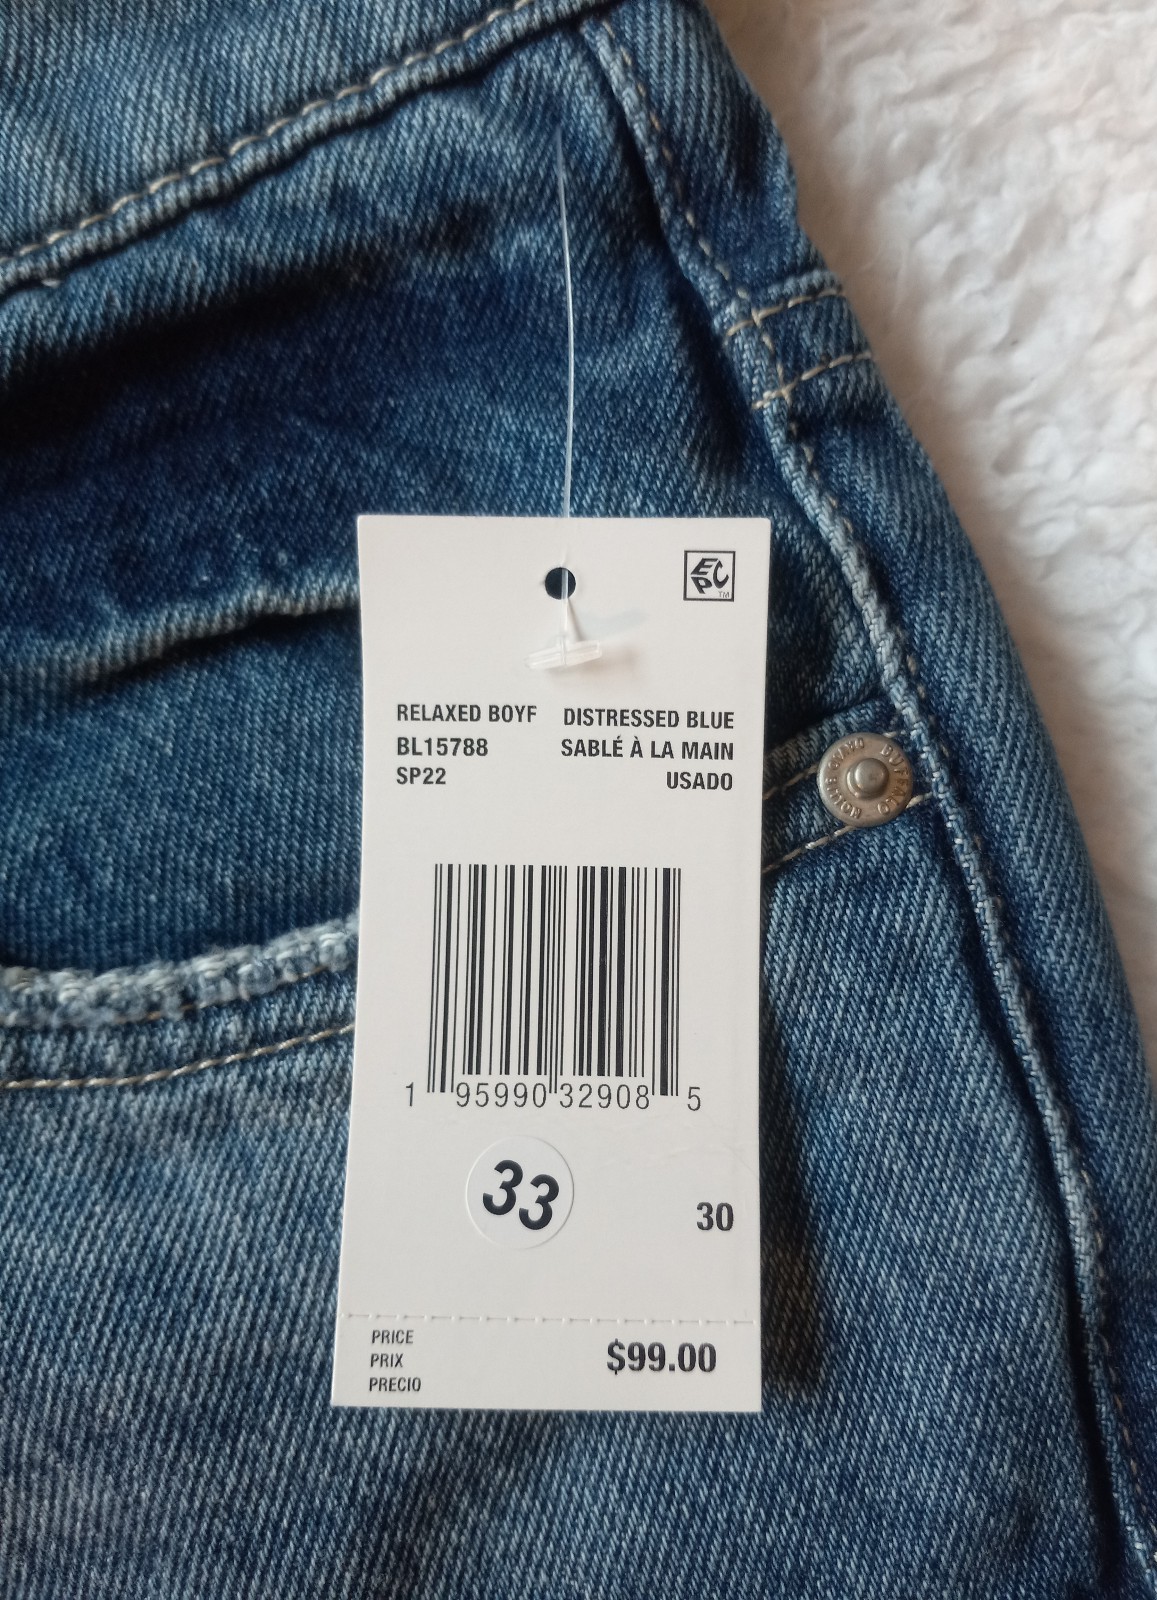 EPC
TM
RELAXED BOYF
BL15788
SP22
DISTRESSED BLUE
SABLÉ À LA MAIN
USADO
1 95990 32908 5
33
30
PRICE
PRIX
PRECIO
$99.00
BUFFALO